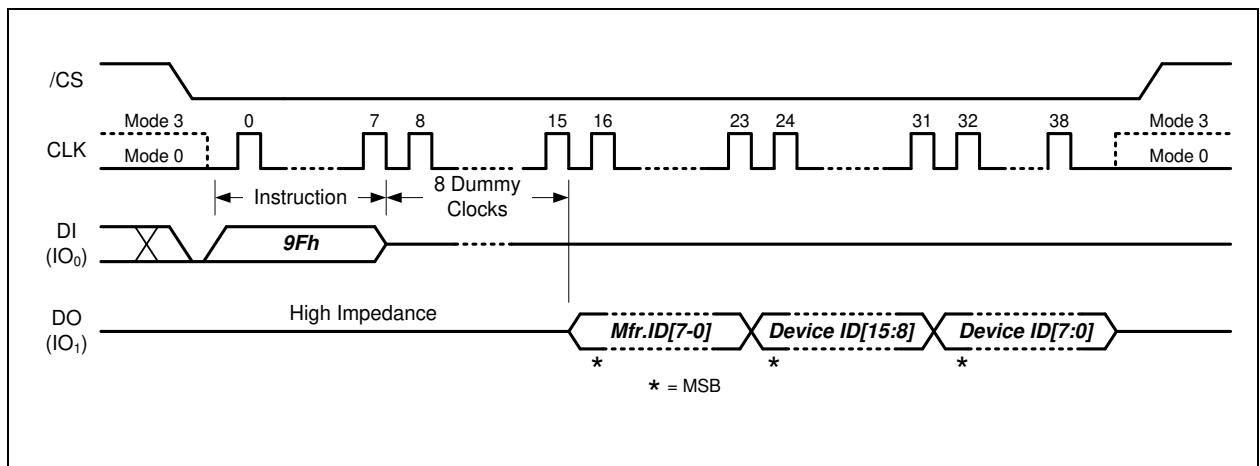 /CS
Mode 3 0 7 8 15 16 23 24 31 32 38 Mode 3
CLK
Mode 0 Mode 0
Instruction 8 Dummy
Clocks
DI
(IO₀)
9Fh
High Impedance
DO
(IO₁)
Mfr.ID[7-0] Device ID[15:8] Device ID[7:0]
* * *
* = MSB